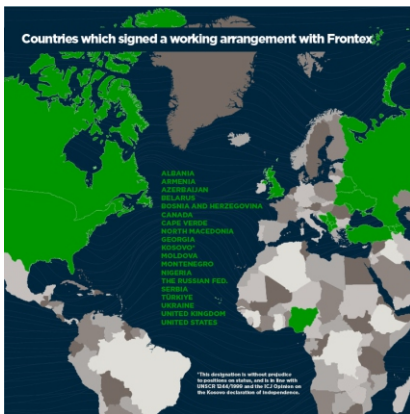 Countries which signed a working arrangement with Frontex
ALBANIA
ARMENIA
AZERBAIJAN
BELARUS
BOSNIA AND HERZEGOVINA
CANADA
CAPE VERDE
NORTH MACEDONIA
GEORGIA
KOSOVO*
MOLDOVA
MONTENEGRO
NIGERIA
THE RUSSIAN FED.
SERBIA
TÜRKIYE
UKRAINE
UNITED KINGDOM
UNITED STATES
*This designation is without prejudice
to positions on status, and is in line with
UNSCR 1244/1999 and the ICJ Opinion on
the Kosovo declaration of independence.